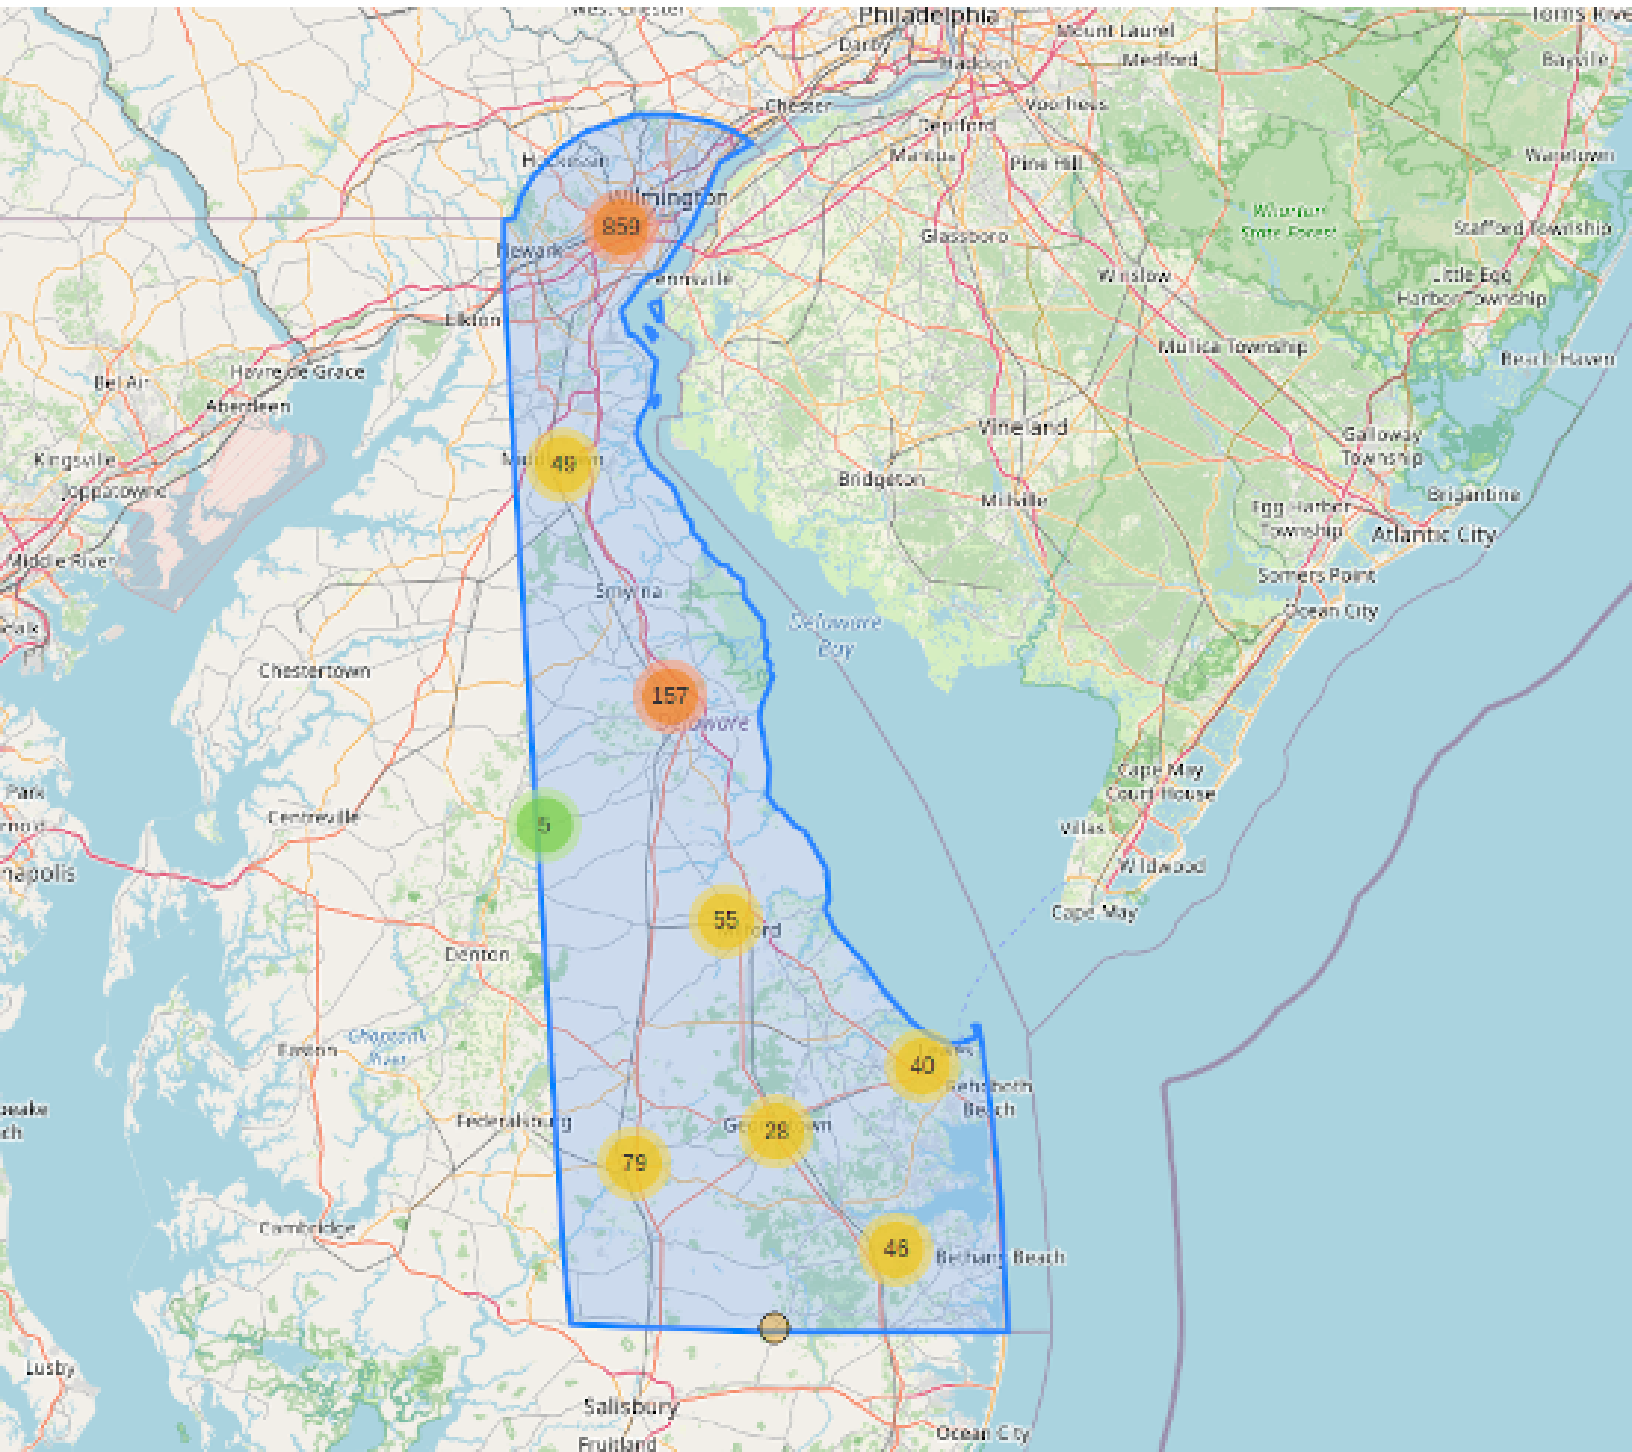 Philadelphia
Mount Laurel
Darby
Medford
Haddon
Bayville
Chester
Voorhees
Deptford
Mantua
Pine Hill
Waretown
Wilmington
Wharton
State Forest
Stafford Township
Glassboro
859
Newark
Winslow
Little Egg
Harbor Township
Elkton
Mullica Township
Beach Haven
Havre de Grace
Bel Air
Aberdeen
Vineland
Galloway
Township
Kingsville
49
Bridgeton
Joppatowne
Millville
Brigantine
Egg Harbor
Township
Atlantic City
Middle River
Somers Point
Smyrna
Ocean City
Delaware
Bay
Chestertown
157
Delaware
Cape May
Court House
Park
Centreville
5
Villas
Wildwood
napolis
Cape May
55
Denton
Choptank
River
Easton
40
Rehoboth
Beach
Federalsburg
28
79
Cambridge
Bethany Beach
Lusby
Salisbury
Ocean City
Fruitland